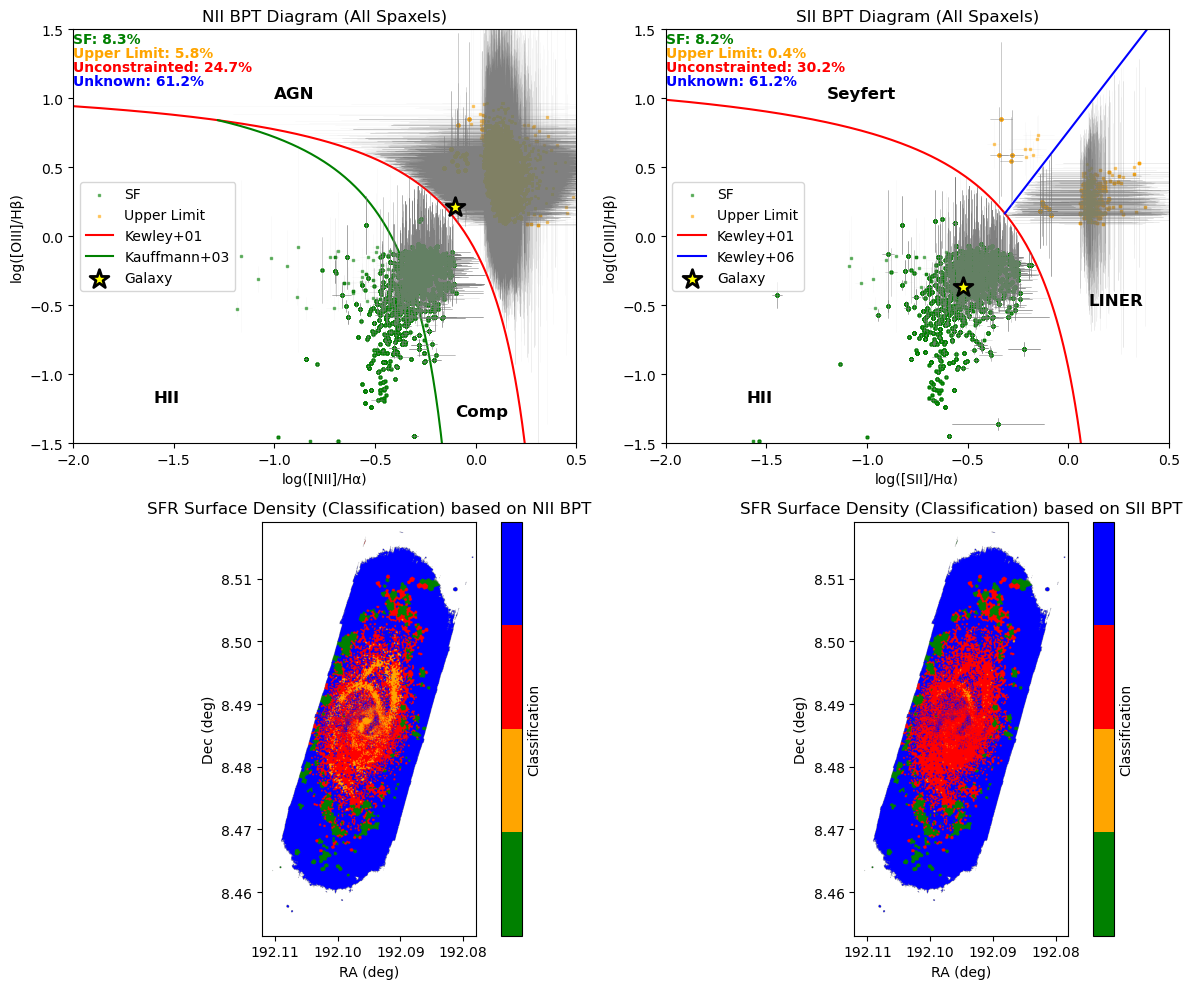 NII BPT Diagram (All Spaxels)
SF: 8.3%
Upper Limit: 5.8%
Unconstrainted: 24.7%
Unknown: 61.2%
AGN
HII
Comp
SF
Upper Limit
Kewley+01
Kauffmann+03
Galaxy
1.5
1.0
0.5
0.0
−0.5
−1.0
−1.5
log([OIII]/Hβ)
−2.0 −1.5 −1.0 −0.5 0.0 0.5
log([NII]/Hα)
SII BPT Diagram (All Spaxels)
SF: 8.2%
Upper Limit: 0.4%
Unconstrainted: 30.2%
Unknown: 61.2%
Seyfert
LINER
HII
SF
Upper Limit
Kewley+01
Kewley+06
Galaxy
1.5
1.0
0.5
0.0
−0.5
−1.0
−1.5
log([OIII]/Hβ)
−2.0 −1.5 −1.0 −0.5 0.0 0.5
log([SII]/Hα)
SFR Surface Density (Classification) based on NII BPT
8.51
8.50
8.49
8.48
8.47
8.46
Dec (deg)
192.11 192.10 192.09 192.08
RA (deg)
Classification
SFR Surface Density (Classification) based on SII BPT
8.51
8.50
8.49
8.48
8.47
8.46
Dec (deg)
192.11 192.10 192.09 192.08
RA (deg)
Classification